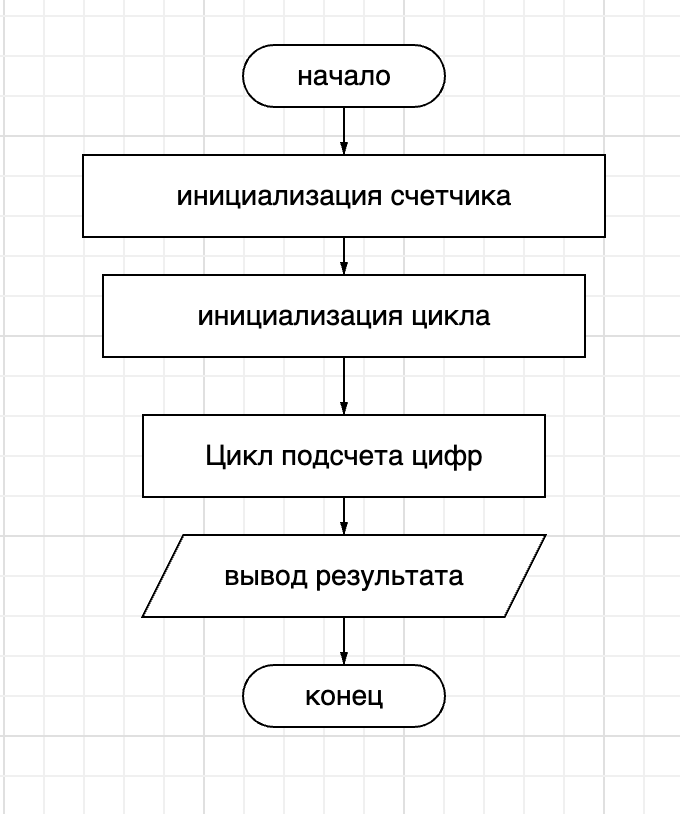 начало
инициализация счетчика
инициализация цикла
Цикл подсчета цифр
вывод результата
конец